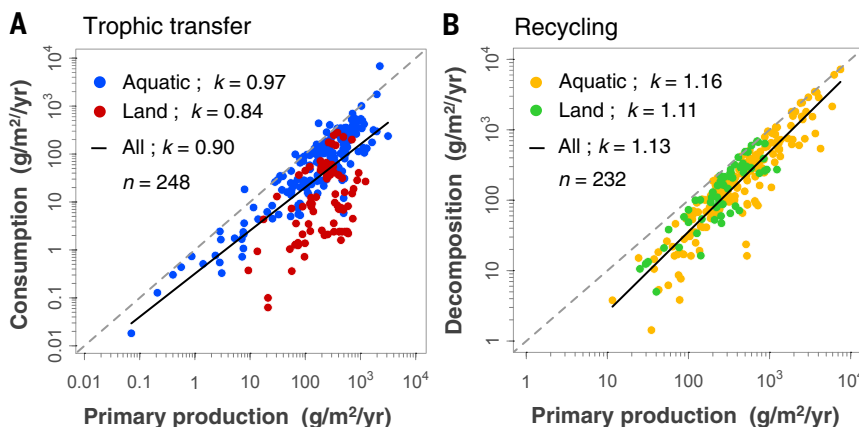 A Trophic transfer
Consumption (g/m²/yr)
10⁴
10³
100
10
1
0.1
0.01
Aquatic ; k = 0.97
Land ; k = 0.84
All ; k = 0.90
n = 248
0.01 0.1 1 10 100 10³ 10⁴
Primary production (g/m²/yr)
B Recycling
Decomposition (g/m²/yr)
10⁴
10³
100
10
1
Aquatic ; k = 1.16
Land ; k = 1.11
All ; k = 1.13
n = 232
1 10 100 10³ 10⁴
Primary production (g/m²/yr)